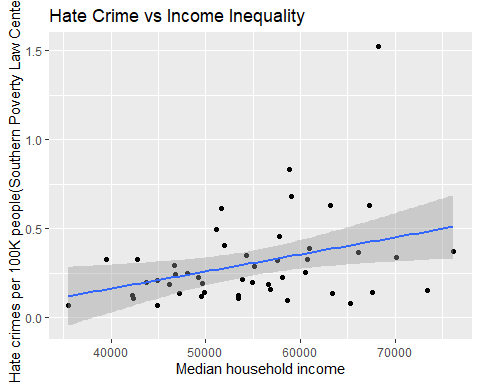 Hate Crime vs Income Inequality
Hate crimes per 100K people(Southern Poverty Law Cente
1.5
1.0
0.5
0.0
40000 50000 60000 70000
Median household income